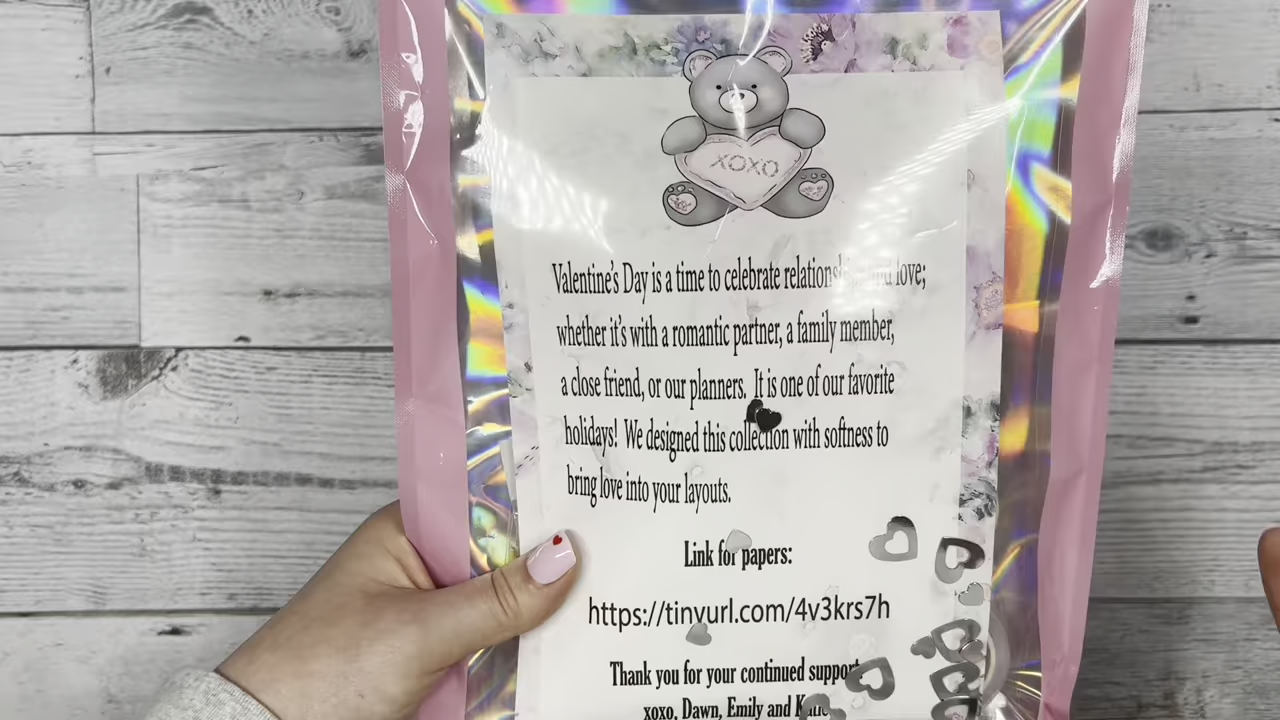 XOXO
Valentine's Day is a time to celebrate relationship and love;
whether it's with a romantic partner, a family member,
a close friend, or our planners. It is one of our favorite
holidays! We designed this collection with softness to
bring love into your layouts.
Link for papers:
https://tinyurl.com/4v3krs7h
Thank you for your continued support
xoxo, Dawn, Emily and Katie